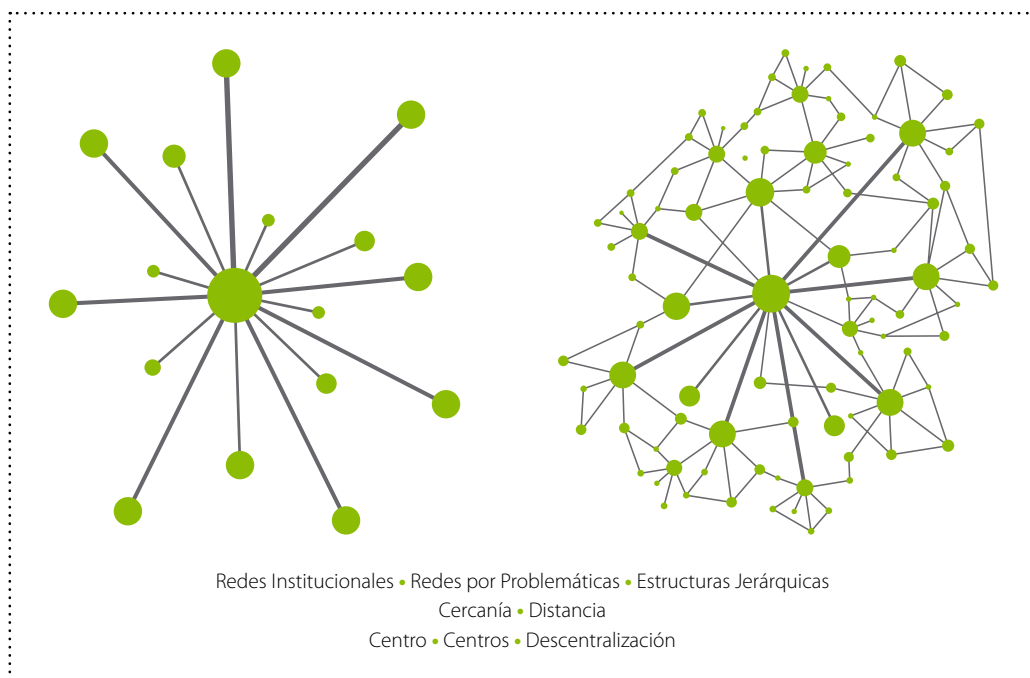 Redes Institucionales • Redes por Problemáticas • Estructuras Jerárquicas
Cercanía • Distancia
Centro • Centros • Descentralización